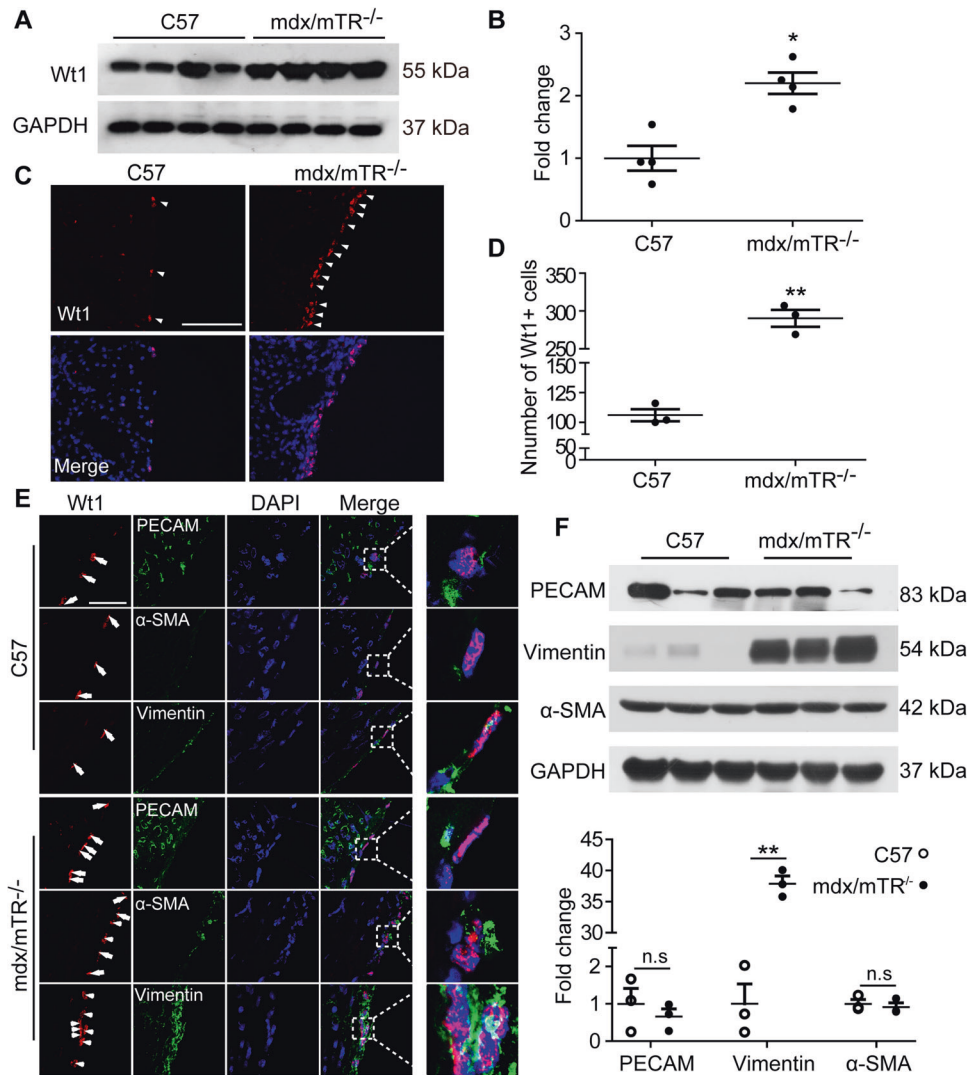 A
C57
mdx/mTR-/-
Wt1
55 kDa
GAPDH
37 kDa
B
Fold change
3
2
1
0
*
C57
mdx/mTR-/-
C
C57
mdx/mTR-/-
Wt1
Merge
D
Nnumber of Wt1+ cells
350
300
250
125
100
75
50
0
**
C57
mdx/mTR-/-
E
Wt1
DAPI
Merge
C57
PECAM
α-SMA
Vimentin
mdx/mTR-/-
PECAM
α-SMA
Vimentin
F
C57
mdx/mTR-/-
PECAM
83 kDa
Vimentin
54 kDa
α-SMA
42 kDa
GAPDH
37 kDa
Fold change
45
40
35
30
2
1
0
n.s
**
n.s
C57
mdx/mTR-/-
PECAM
Vimentin
α-SMA